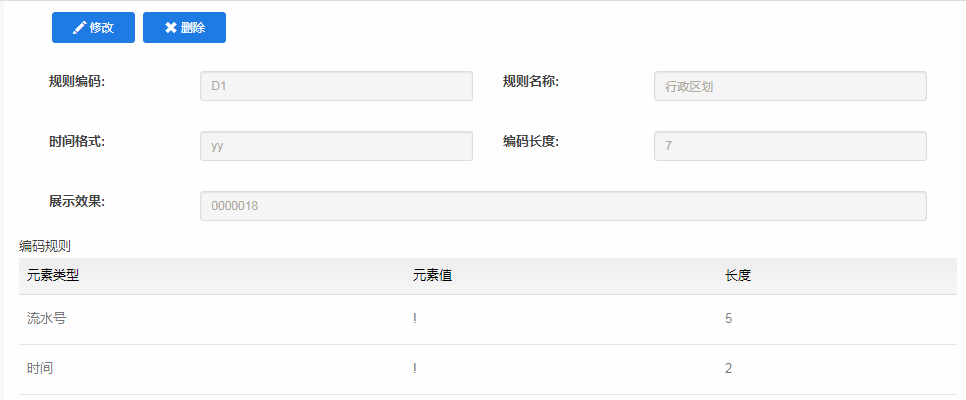 修改 删除
规则编码: D1 规则名称: 行政区划
时间格式: yy 编码长度: 7
展示效果: 0000018
编码规则
元素类型 元素值 长度
流水号 ! 5
时间 ! 2